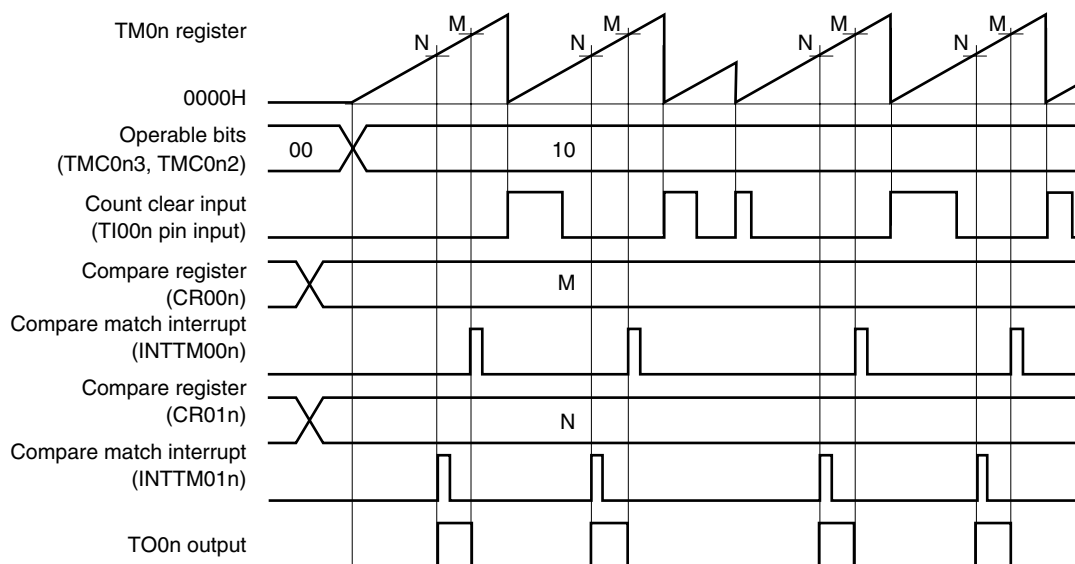 TM0n register
N M N M N M N M
0000H
Operable bits
(TMC0n3, TMC0n2)
00 10
Count clear input
(TI00n pin input)
Compare register
(CR00n)
M
Compare match interrupt
(INTTM00n)
Compare register
(CR01n)
N
Compare match interrupt
(INTTM01n)
TO0n output